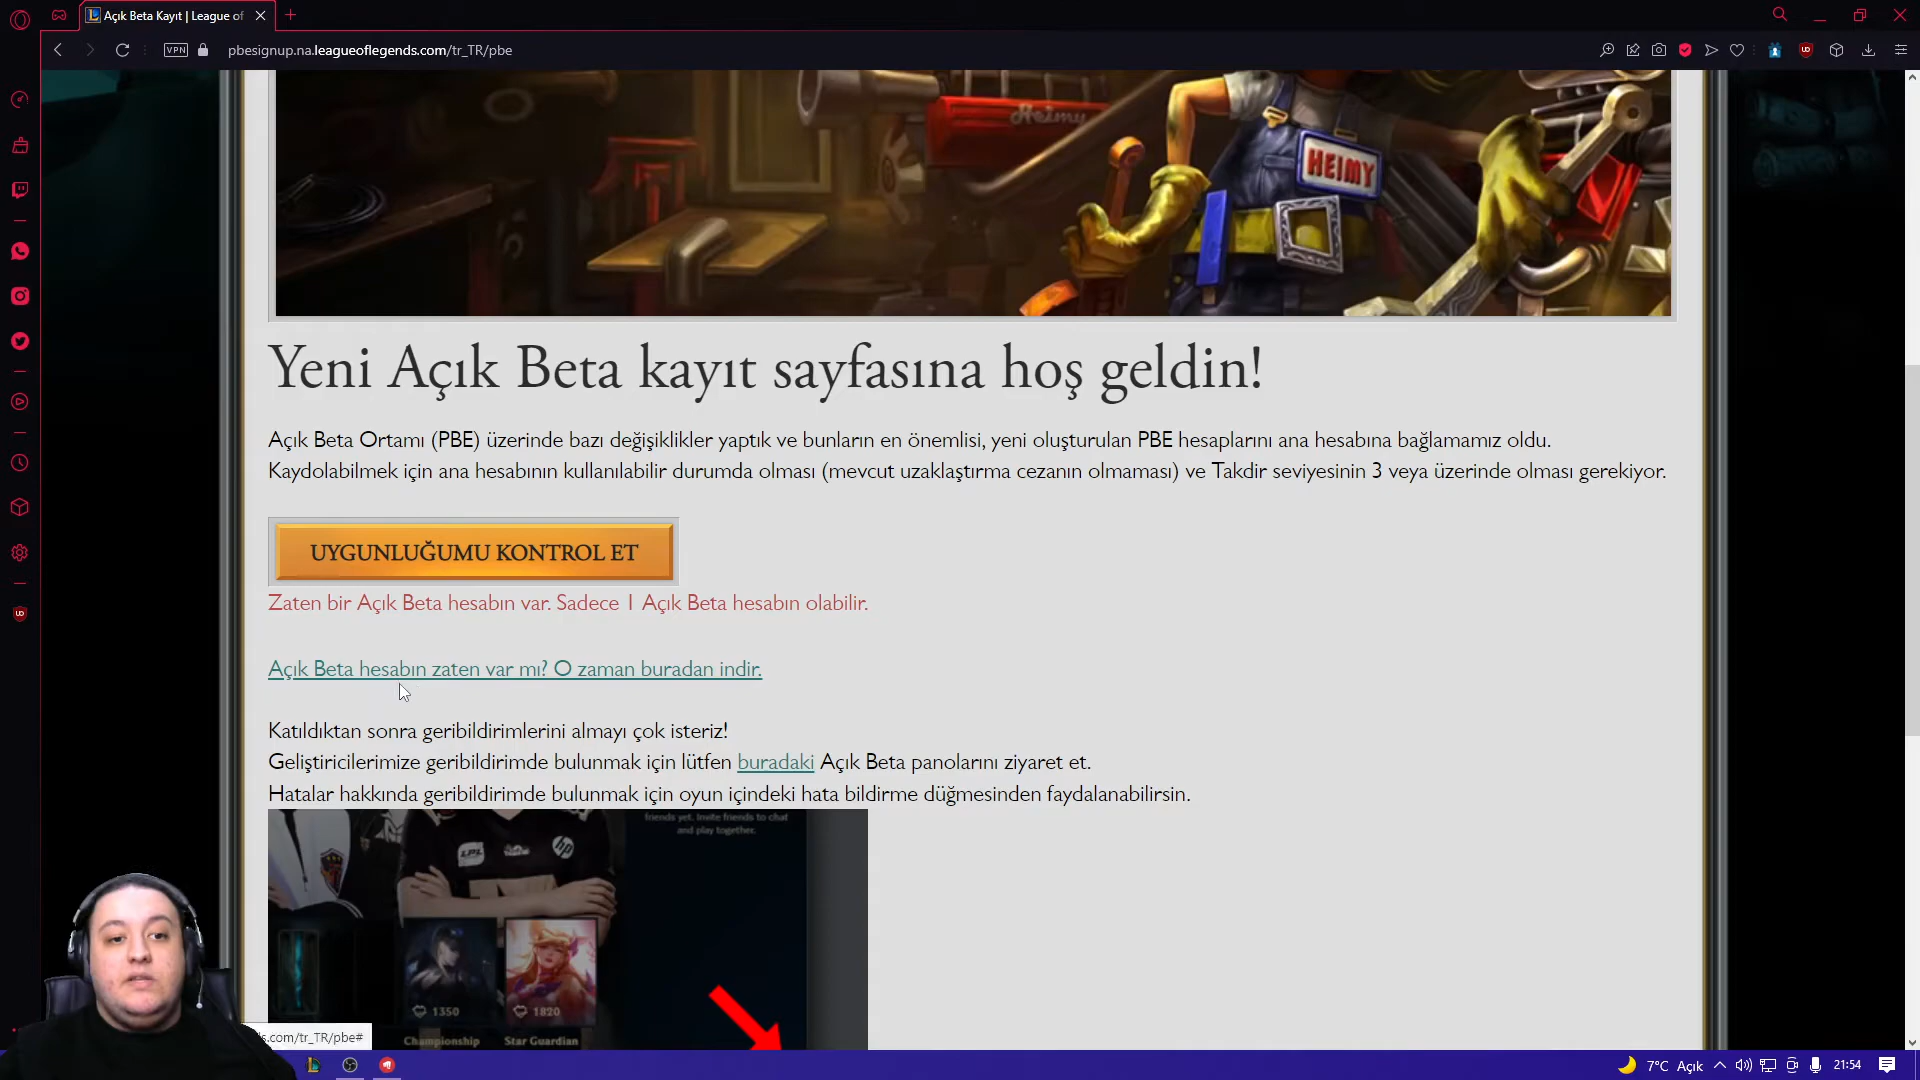 Açık Beta Kayıt | League of
VPN
pbesignup.na.leagueoflegends.com/tr_TR/pbe
Heimy
HEIMY
Yeni Açık Beta kayıt sayfasına hoş geldin!
Açık Beta Ortamı (PBE) üzerinde bazı değişiklikler yaptık ve bunların en önemlisi, yeni oluşturulan PBE hesaplarını ana hesabına bağlamamız oldu.
Kaydolabilmek için ana hesabının kullanılabilir durumda olması (mevcut uzaklaştırma cezanın olmaması) ve Takdir seviyesinin 3 veya üzerinde olması gerekiyor.
UYGUNLUĞUMU KONTROL ET
Zaten bir Açık Beta hesabın var. Sadece 1 Açık Beta hesabın olabilir.
Açık Beta hesabın zaten var mı? O zaman buradan indir.
Katıldıktan sonra geribildirimlerini almayı çok isteriz!
Geliştiricilerimize geribildirimde bulunmak için lütfen buradaki Açık Beta panolarını ziyaret et.
Hatalar hakkında geribildirimde bulunmak için oyun içindeki hata bildirme düğmesinden faydalanabilirsin.
friends yet. Invite friends to chat
and play together.
LPL
hp
1350
1820
Championship
Star Guardian
ls.com/tr_TR/pbe#
7°C Açık
21:54